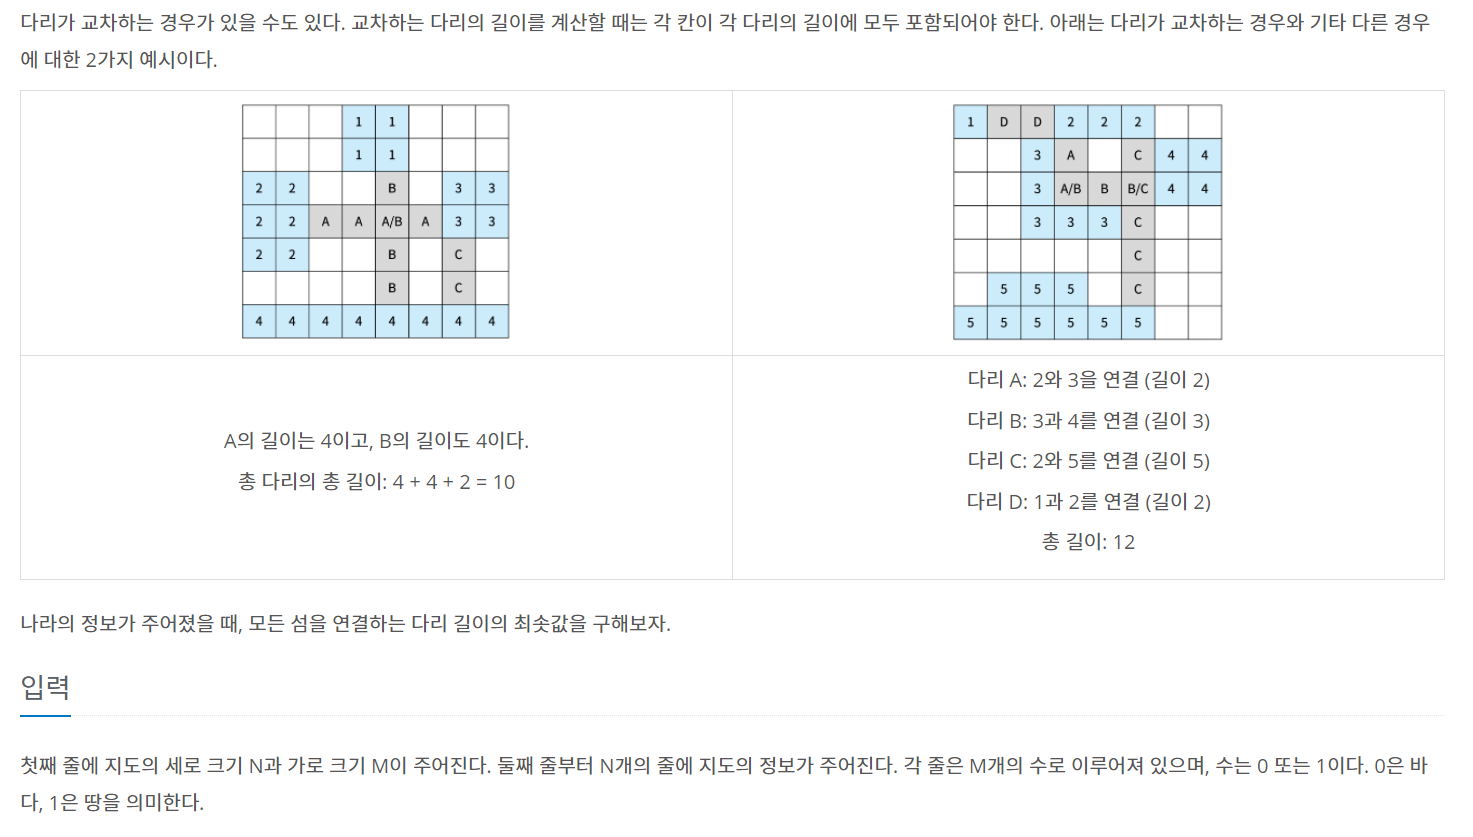 다리가 교차하는 경우가 있을 수도 있다. 교차하는 다리의 길이를 계산할 때는 각 칸이 각 다리의 길이에 모두 포함되어야 한다. 아래는 다리가 교차하는 경우와 기타 다른 경우
에 대한 2가지 예시이다.
1 1
1 1
2 2 B 3 3
2 2 A A A/B A 3 3
2 2 B C
B C
4 4 4 4 4 4 4 4
1 D D 2 2 2
3 A C 4 4
3 A/B B B/C 4 4
3 3 3 C
C
5 5 5 C
5 5 5 5 5 5
A의 길이는 4이고, B의 길이도 4이다.
총 다리의 총 길이: 4 + 4 + 2 = 10
다리 A: 2와 3을 연결 (길이 2)
다리 B: 3과 4를 연결 (길이 3)
다리 C: 2와 5를 연결 (길이 5)
다리 D: 1과 2를 연결 (길이 2)
총 길이: 12
나라의 정보가 주어졌을 때, 모든 섬을 연결하는 다리 길이의 최솟값을 구해보자.
입력
첫째 줄에 지도의 세로 크기 N과 가로 크기 M이 주어진다. 둘째 줄부터 N개의 줄에 지도의 정보가 주어진다. 각 줄은 M개의 수로 이루어져 있으며, 수는 0 또는 1이다. 0은 바
다, 1은 땅을 의미한다.